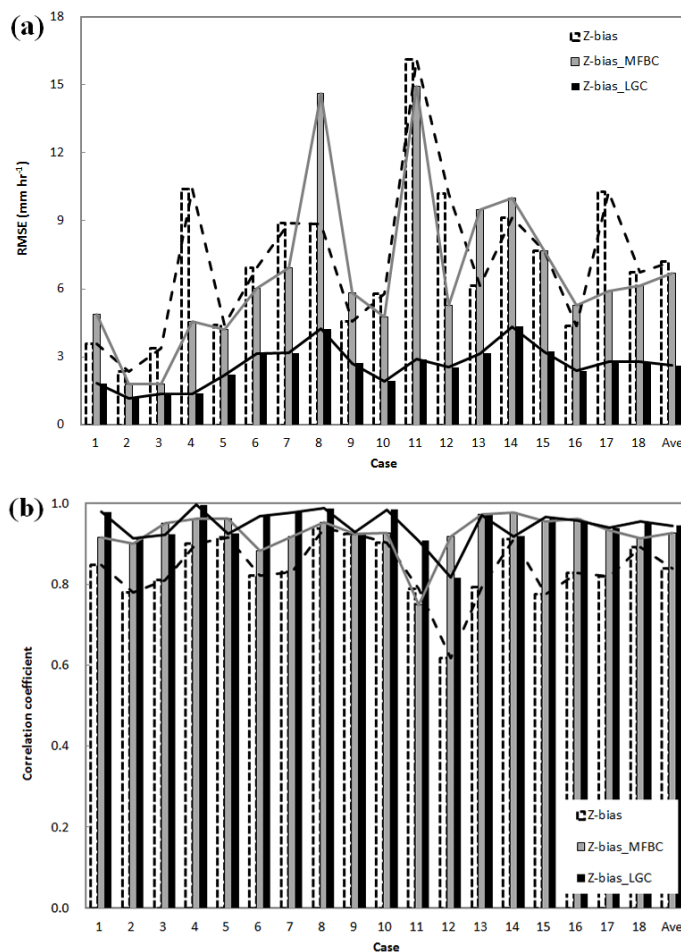 (a)
18
15
12
9
6
3
0
RMSE (mm hr-1)
Z-bias
Z-bias_MFBC
Z-bias_LGC
1 2 3 4 5 6 7 8 9 10 11 12 13 14 15 16 17 18 Ave
Case
(b)
1.0
0.8
0.6
0.4
0.2
0.0
Correlation coefficient
Z-bias
Z-bias_MFBC
Z-bias_LGC
1 2 3 4 5 6 7 8 9 10 11 12 13 14 15 16 17 18 Ave
Case